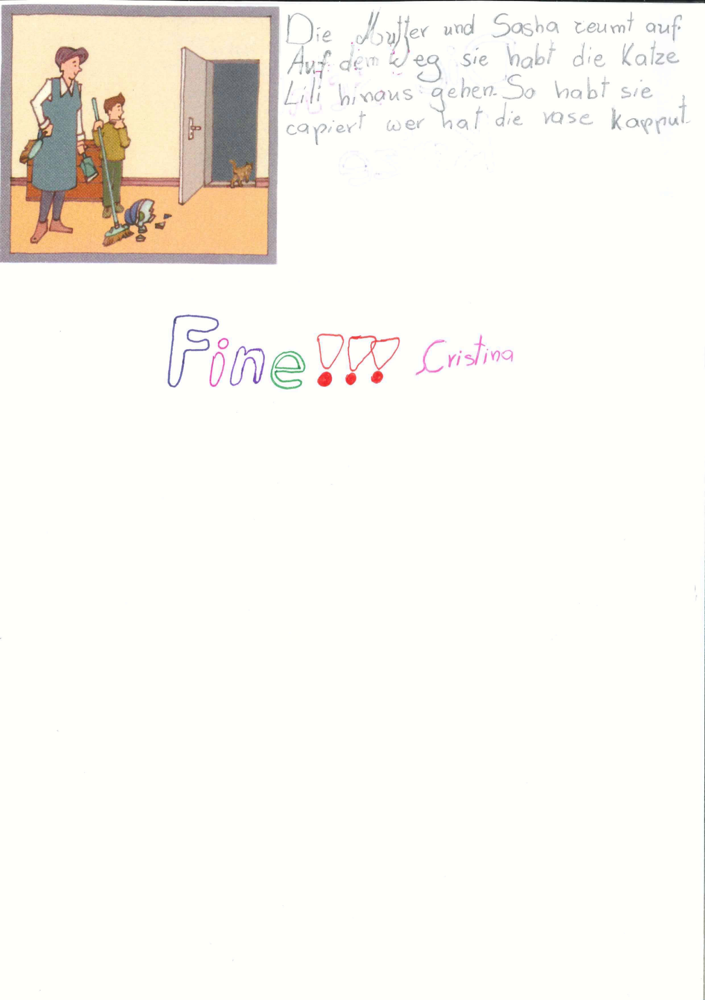 Die Mutter und Sasha reumt auf.
Auf dem Weg sie habt die Katze
Lili hinaus gehen. So habt sie
capiert wer hat die vase kapput.
Fine!!! Cristina